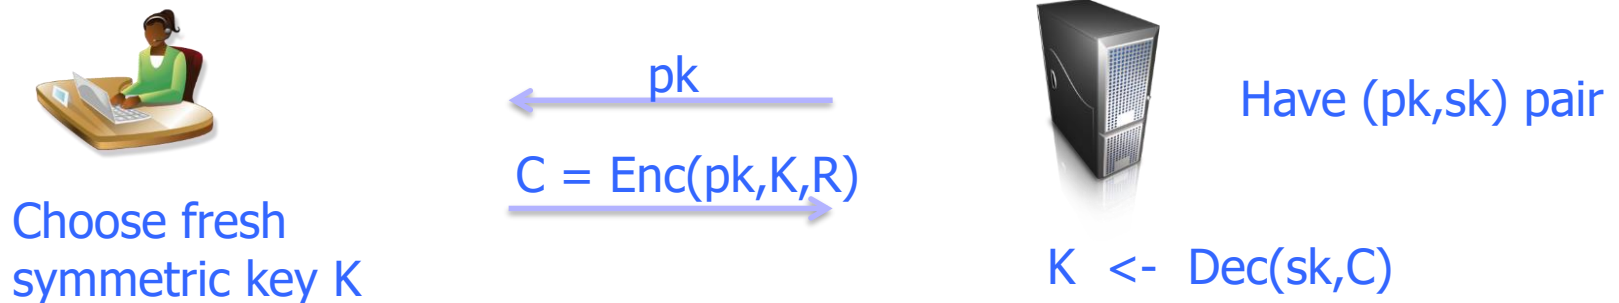 pk
Have (pk,sk) pair
C = Enc(pk,K,R)
Choose fresh
symmetric key K
K <- Dec(sk,C)